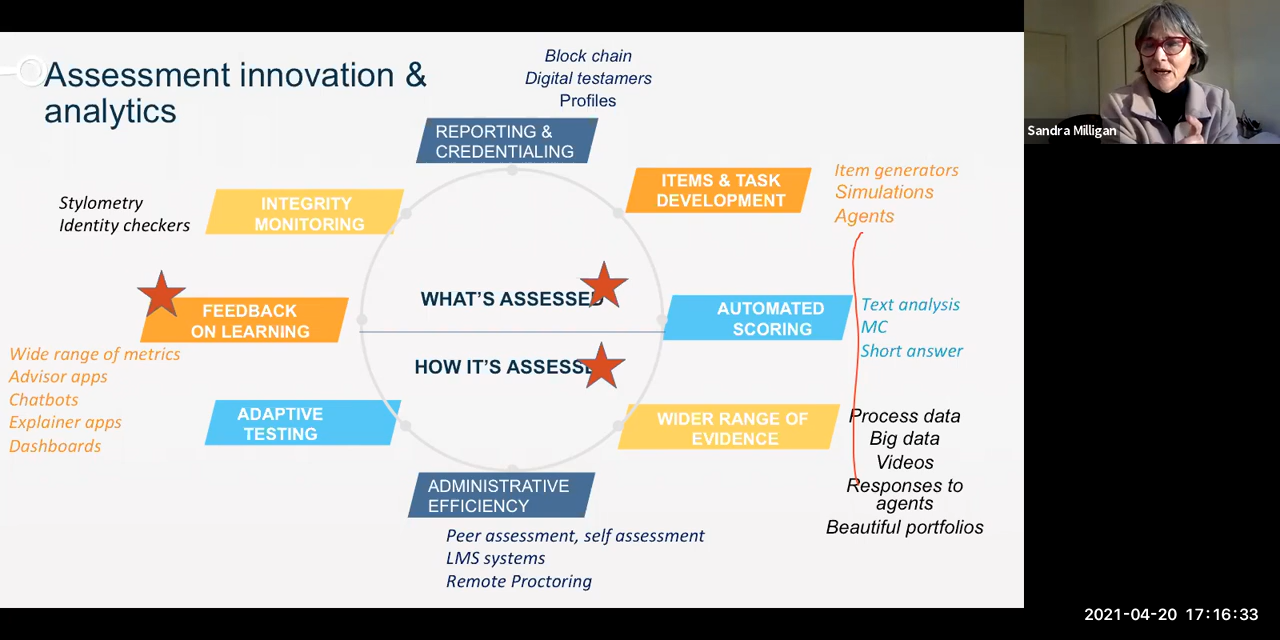 Assessment innovation &
analytics
Block chain
Digital testamers
Profiles
REPORTING &
CREDENTIALING
ITEMS & TASK
DEVELOPMENT
Item generators
Simulations
Agents
Stylometry
Identity checkers
INTEGRITY
MONITORING
WHAT'S ASSESSED
FEEDBACK
ON LEARNING
AUTOMATED
SCORING
Text analysis
MC
Short answer
HOW IT'S ASSESSED
Wide range of metrics
Advisor apps
Chatbots
Explainer apps
Dashboards
ADAPTIVE
TESTING
WIDER RANGE OF
EVIDENCE
Process data
Big data
Videos
Responses to
agents
Beautiful portfolios
ADMINISTRATIVE
EFFICIENCY
Peer assessment, self assessment
LMS systems
Remote Proctoring
Sandra Milligan
2021-04-20 17:16:33